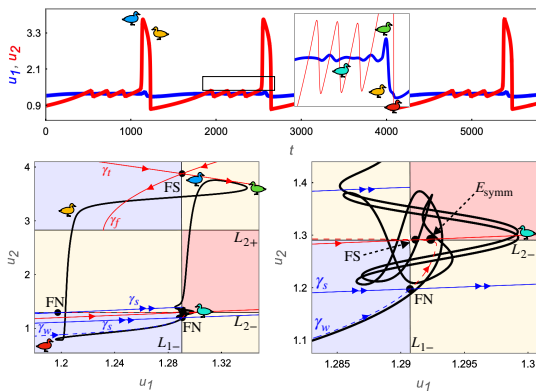 u1, u2
3.3
2.1
0.9
0 1000 2000 3000 4000 5000
t
4
3
2
1
u2
γt
FS
γf
L2+
FN
γs
FN
γw
γs
L2−
L1−
1.2 1.24 1.28 1.32
u1
1.4
1.3
1.2
1.1
u2
Esymm
FS
L2−
γs
FN
γw
L1−
1.285 1.29 1.295 1.3
u1